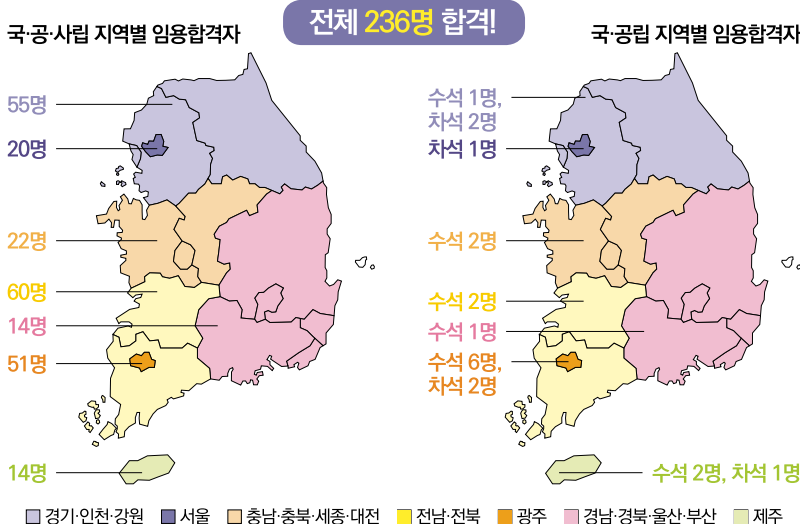 전체 236명 합격!
국·공·사립 지역별 임용합격자
55명
20명
22명
60명
14명
51명
14명
국·공립 지역별 임용합격자
수석 1명,
차석 2명
차석 1명
수석 2명
수석 2명
수석 1명
수석 6명,
차석 2명
수석 2명, 차석 1명
경기·인천·강원 서울 충남·충북·세종·대전 전남·전북 광주 경남·경북·울산·부산 제주